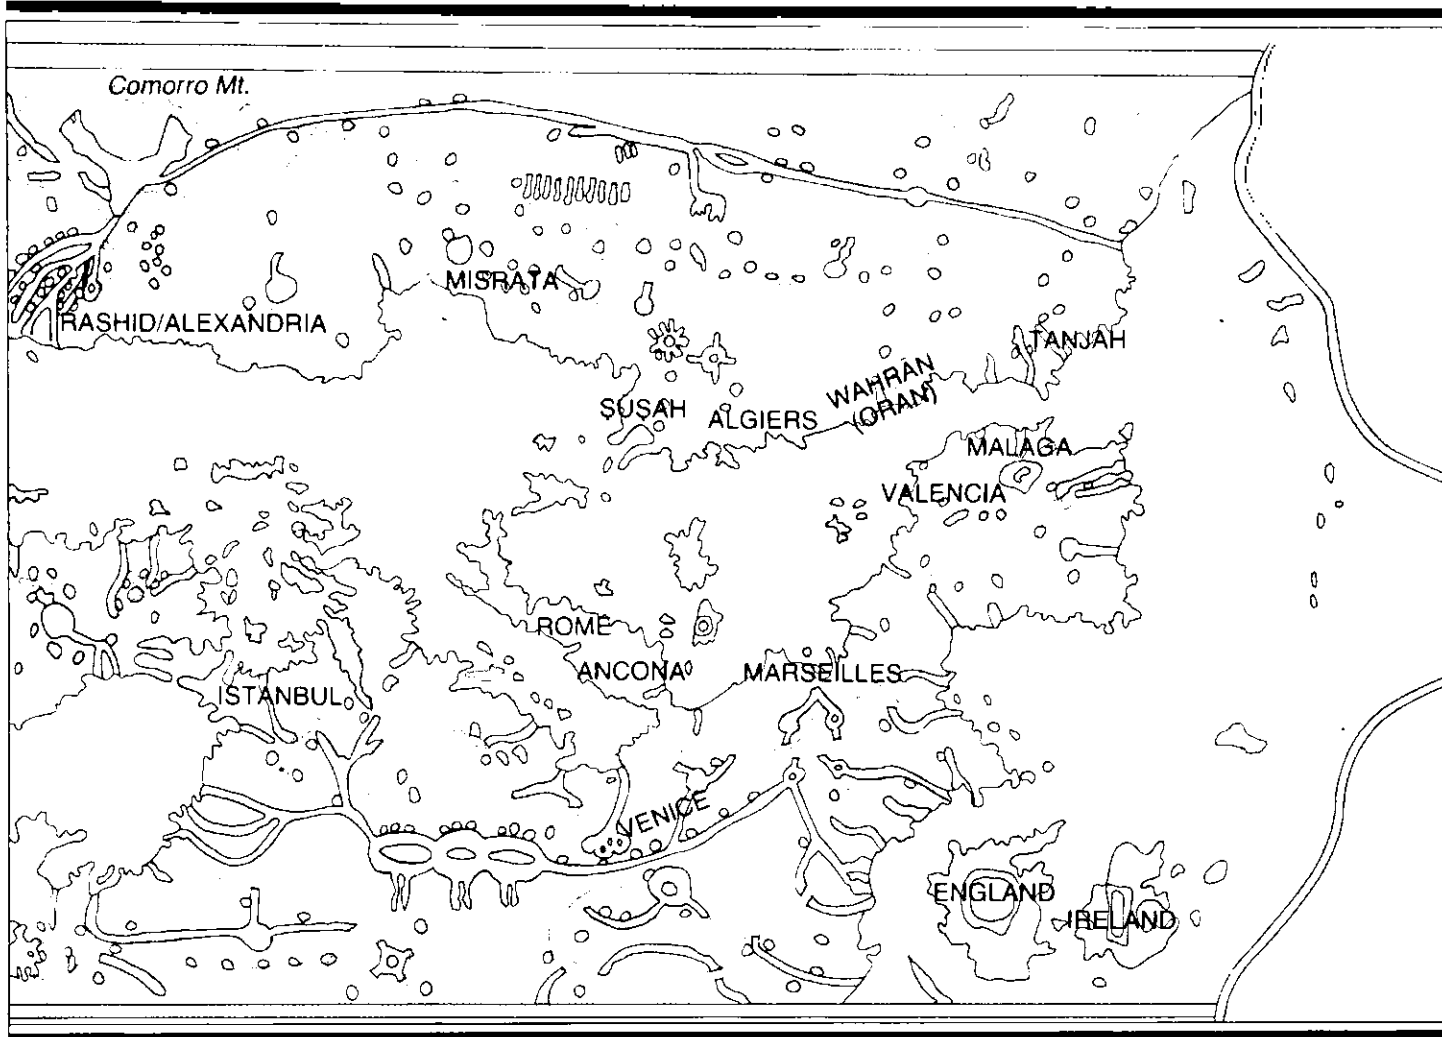 Comorro Mt.
MISRATA
RASHID/ALEXANDRIA
TANJAH
WAHRAN
(ORAN)
SUSAH
ALGIERS
MALAGA
VALENCIA
ROME
ANCONA
MARSEILLES
ISTANBUL
VENICE
ENGLAND
IRELAND